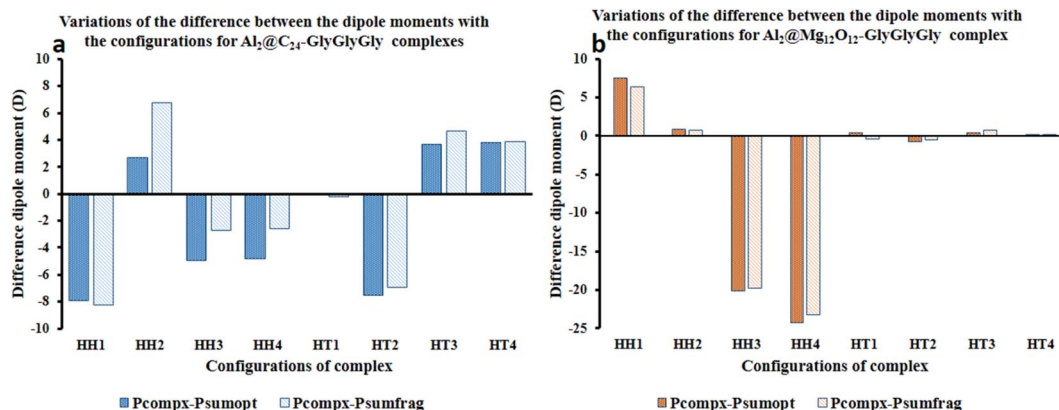 Variations of the difference between the dipole moments with
the configurations for Al₂@C₂₄-GlyGlyGly complexes
a
Difference dipole moment (D)
8
6
4
2
0
-2
-4
-6
-8
-10
HH1 HH2 HH3 HH4 HT1 HT2 HT3 HT4
Configurations of complex
Pcompx-Psumopt Pcompx-Psumfrag
Variations of the difference between the dipole moments with
the configurations for Al₂@Mg₁₂O₁₂-GlyGlyGly complex
b
Difference dipole moment (D)
10
5
0
-5
-10
-15
-20
-25
HH1 HH2 HH3 HH4 HT1 HT2 HT3 HT4
Configurations of complex
Pcompx-Psumopt Pcompx-Psumfrag